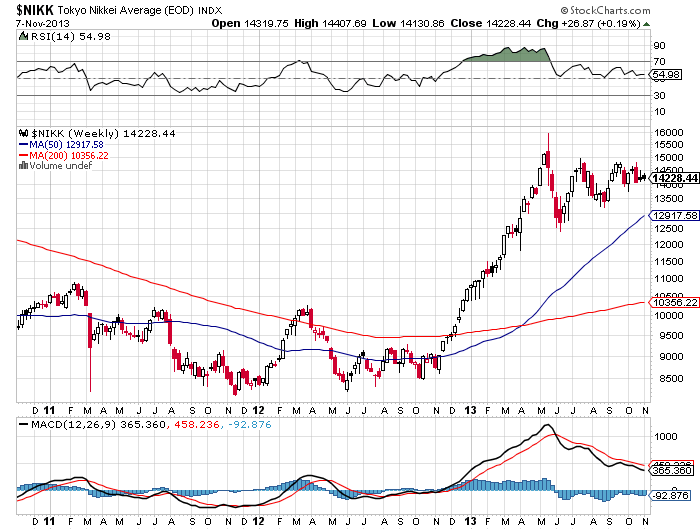 $NIKK Tokyo Nikkei Average (EOD) INDX
© StockCharts.com
7-Nov-2013
Open 14319.75 High 14407.69 Low 14130.86 Close 14228.44 Chg +26.87 (+0.19%)
RSI(14) 54.98
90
70
54.98
30
10
$NIKK (Weekly) 14228.44
MA(50) 12917.58
MA(200) 10356.22
Volume undef
16000
15500
15000
14500
14228.44
13500
12917.58
12500
12000
11500
11000
10500
10356.22
10000
9500
9000
8500
D 11 F M A M J J A S O N D 12 F M A M J J A S O N D 13 F M A M J J A S O N
MACD(12,26,9) 365.360, 458.236, -92.876
1000
458.236
365.360
0
-92.876
D 11 F M A M J J A S O N D 12 F M A M J J A S O N D 13 F M A M J J A S O N